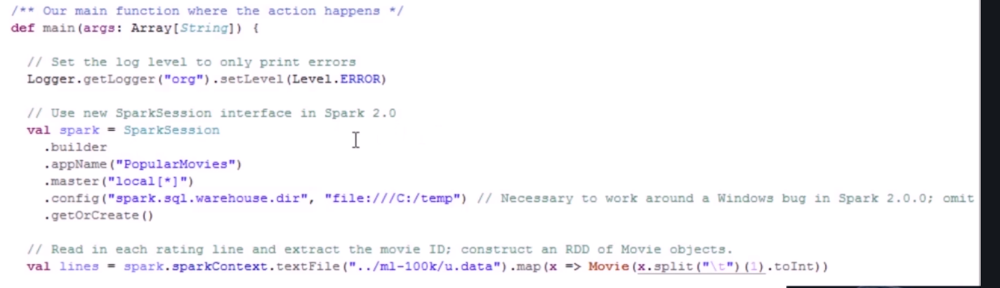 /** Our main function where the action happens */
def main(args: Array[String]) {
// Set the log level to only print errors
Logger.getLogger("org").setLevel(Level.ERROR)
// Use new SparkSession interface in Spark 2.0
val spark = SparkSession
.builder
.appName("PopularMovies")
.master("local[*]")
.config("spark.sql.warehouse.dir", "file:///C:/temp") // Necessary to work around a Windows bug in Spark 2.0.0; omit
.getOrCreate()
// Read in each rating line and extract the movie ID; construct an RDD of Movie objects.
val lines = spark.sparkContext.textFile("../ml-100k/u.data").map(x => Movie(x.split("\t")(1).toInt))